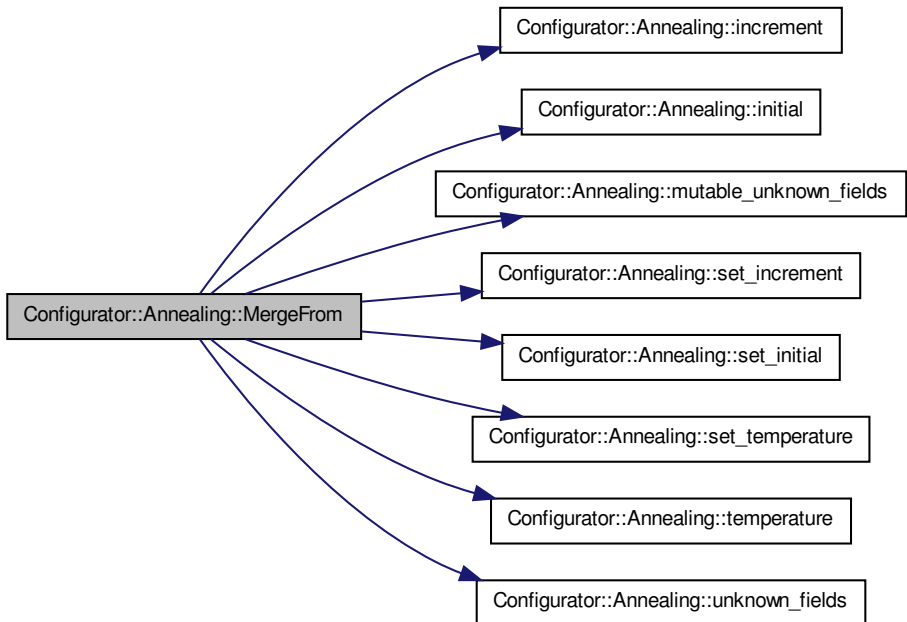 Configurator::Annealing::increment
Configurator::Annealing::initial
Configurator::Annealing::mutable_unknown_fields
Configurator::Annealing::set_increment
Configurator::Annealing::MergeFrom
Configurator::Annealing::set_initial
Configurator::Annealing::set_temperature
Configurator::Annealing::temperature
Configurator::Annealing::unknown_fields